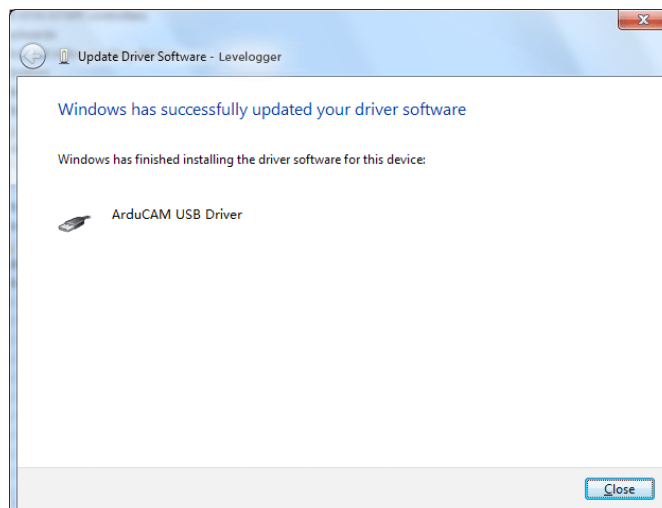 Update Driver Software - Levelogger
Windows has successfully updated your driver software
Windows has finished installing the driver software for this device:
ArduCAM USB Driver
Close